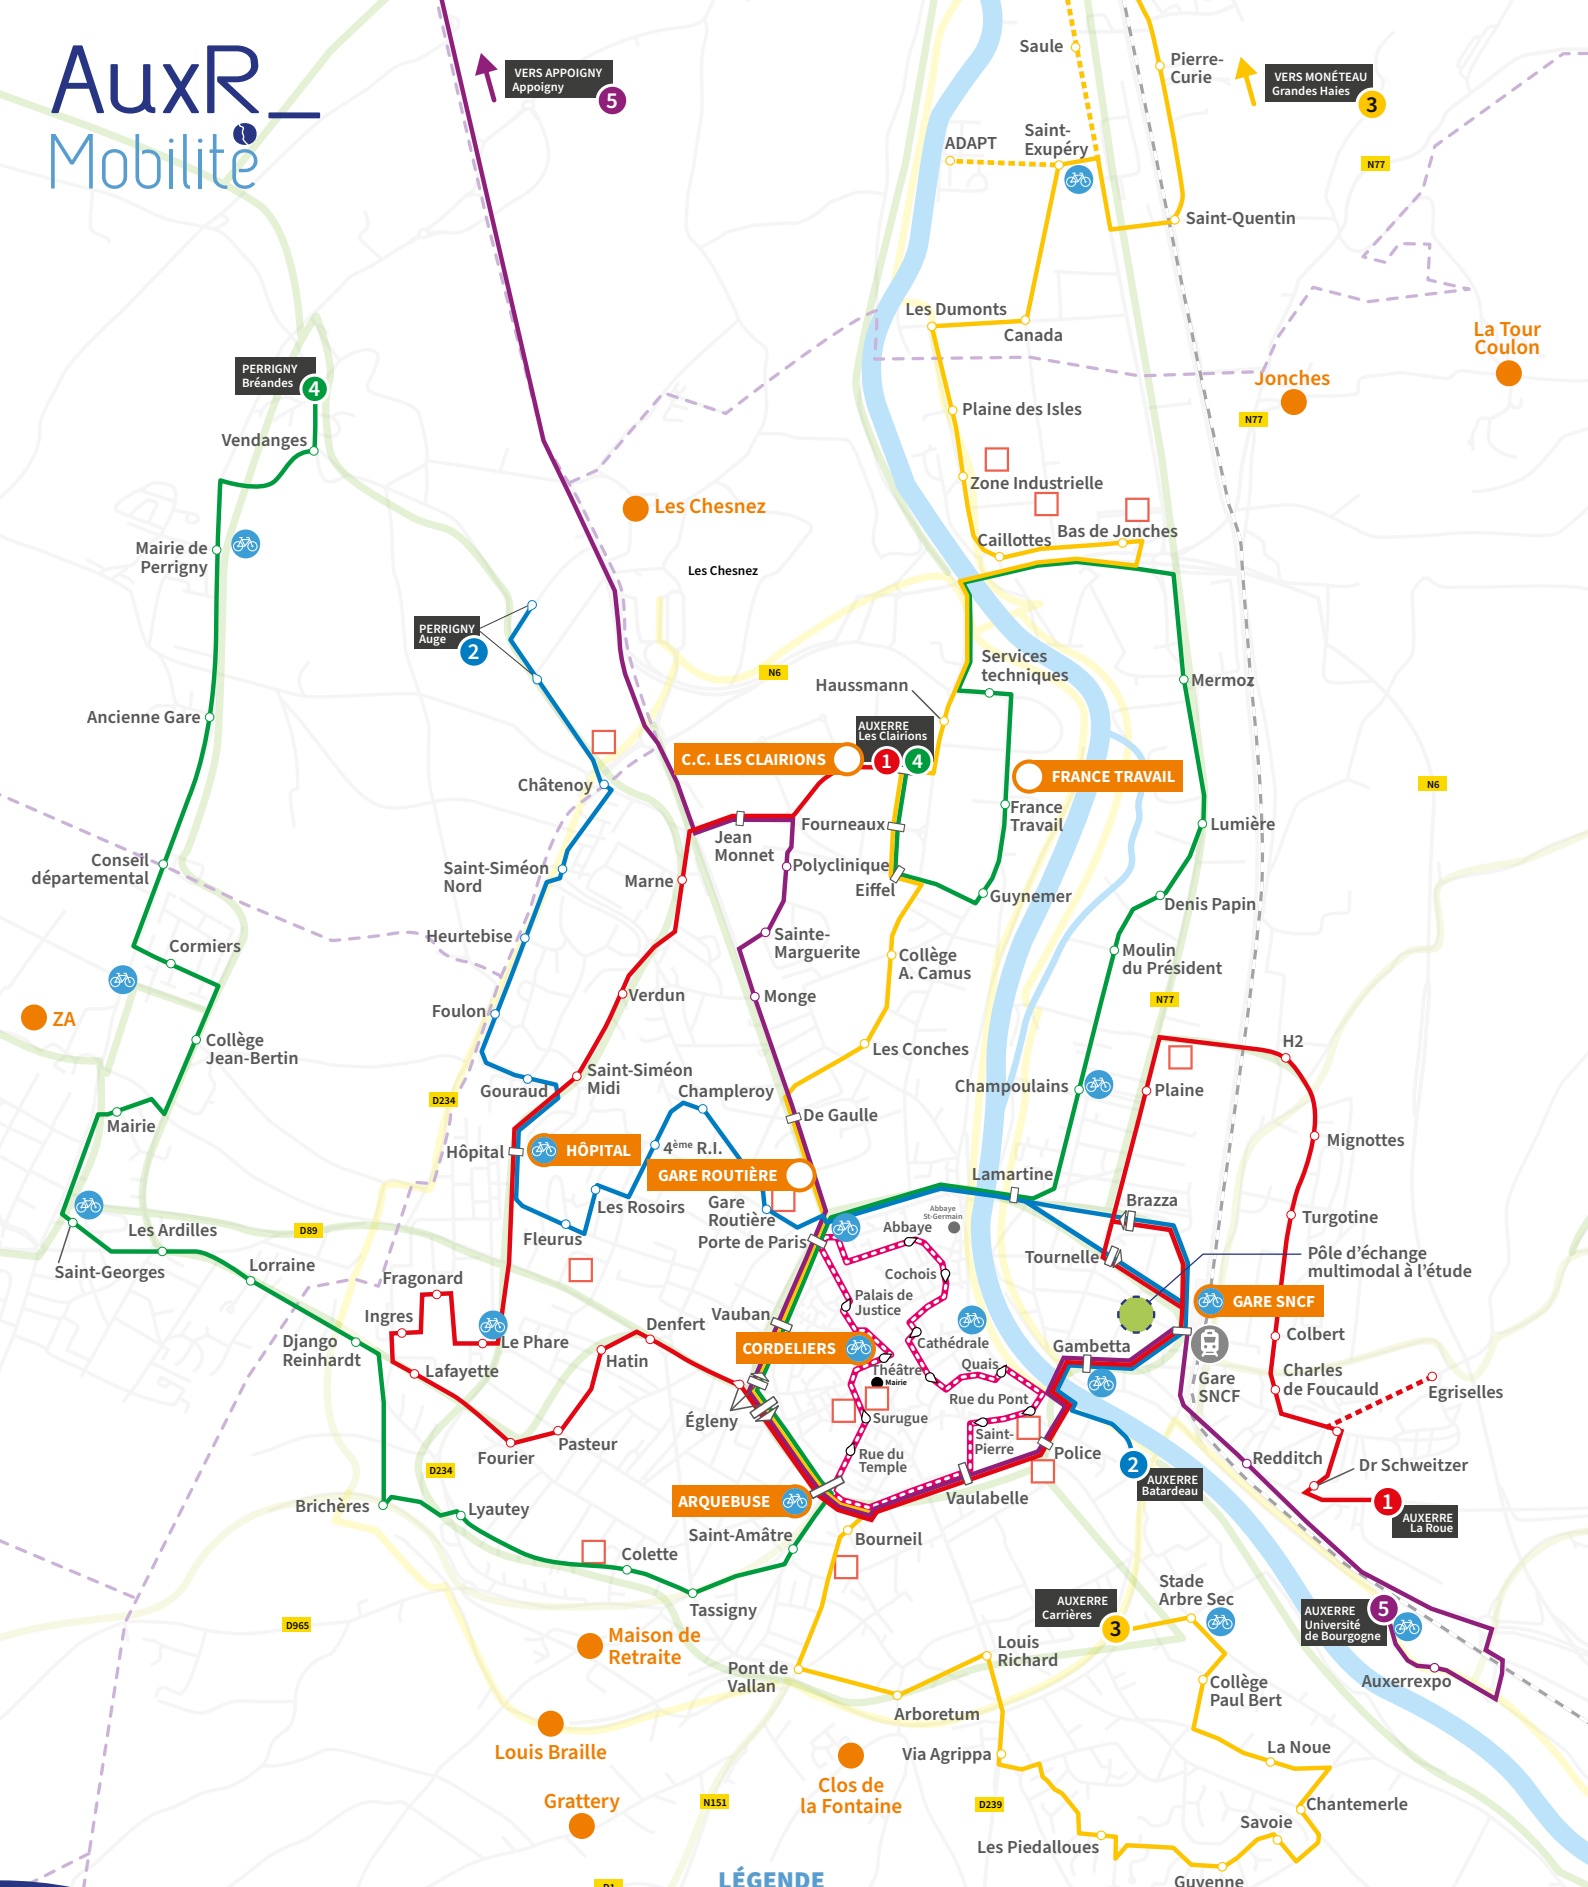 AuxR_
Mobilité
VERS APPOIGNY
Appoigny
5
VERS MONÉTEAU
Grandes Haies
3
Saule
Pierre-
Curie
N77
ADAPT
Saint-
Exupéry
Saint-Quentin
Les Dumonts
Canada
La Tour
Coulon
Jonches
N77
PERRIGNY
Bréandes
4
Vendanges
Plaine des Isles
Zone Industrielle
Les Chesnez
Caillottes
Bas de Jonches
Mairie de
Perrigny
Les Chesnez
PERRIGNY
Auge
2
N6
Services
techniques
Haussmann
Mermoz
Ancienne Gare
AUXERRE
Les Clairions
1
4
C.C. LES CLAIRIONS
FRANCE TRAVAIL
Châtenoy
N6
France
Travail
Fourneaux
Lumière
Jean
Monnet
Polyclinique
Eiffel
Conseil
départemental
Saint-Siméon
Nord
Marne
Guynemer
Denis Papin
Cormiers
Heurtebise
Sainte-
Marguerite
Collège
A. Camus
Moulin
du Président
Verdun
Monge
N77
Foulon
ZA
Collège
Jean-Bertin
Les Conches
H2
Saint-Siméon
Midi
Gouraud
Champleroy
Champoulains
Plaine
D234
De Gaulle
Mairie
Mignottes
Hôpital
HÔPITAL
4ème R.I.
GARE ROUTIÈRE
Lamartine
Les Rosoirs
Gare
Routière
Brazza
Abbaye
St-Germain
Abbaye
Turgotine
Les Ardilles
D89
Fleurus
Porte de Paris
Tournelle
Pôle d’échange
multimodal à l’étude
Saint-Georges
Lorraine
Fragonard
Cochois
Palais de
Justice
GARE SNCF
Ingres
Vauban
Le Phare
Denfert
Django
Reinhardt
CORDELIERS
Cathédrale
Gambetta
Colbert
Lafayette
Hatin
Théâtre
Mairie
Quais
Gare
SNCF
Charles
de Foucauld
Egriselles
Rue du Pont
Égleny
Surugue
Saint-
Pierre
Fourier
Pasteur
Rue du
Temple
Police
Redditch
Dr Schweitzer
D234
2
AUXERRE
Batardeau
ARQUEBUSE
Vaulabelle
1
AUXERRE
La Roue
Brichères
Lyautey
Saint-Amâtre
Bourneil
Colette
Tassigny
Stade
Arbre Sec
AUXERRE
Carrières
3
AUXERRE
Université
de Bourgogne
5
D965
Maison de
Retraite
Louis
Richard
Pont de
Vallan
Collège
Paul Bert
Auxerrexpo
Arboretum
Louis Braille
Via Agrippa
La Noue
Clos de
la Fontaine
Grattery
N151
D239
Chantemerle
Savoie
Les Piedalloues
LÉGENDE
Guyenne
D1